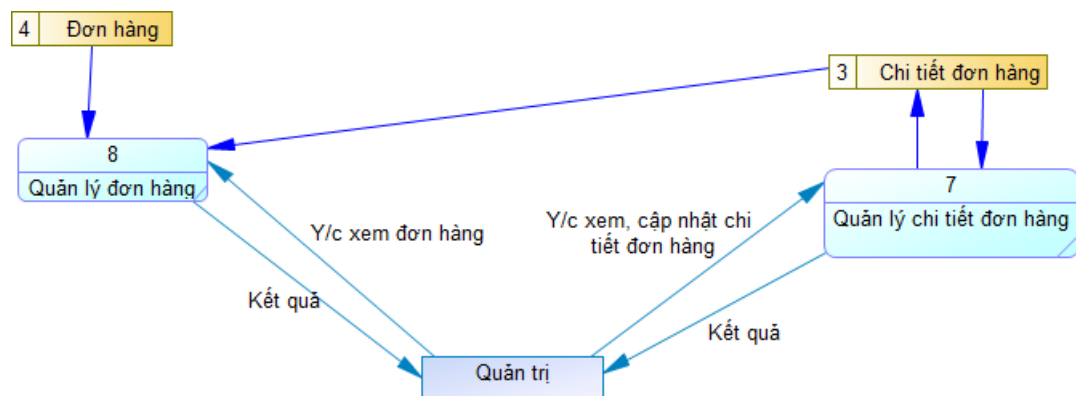 4 Đơn hàng
3 Chi tiết đơn hàng
8
Quản lý đơn hàng
7
Quản lý chi tiết đơn hàng
Y/c xem đơn hàng
Y/c xem, cập nhật chi
tiết đơn hàng
Kết quả
Kết quả
Quản trị